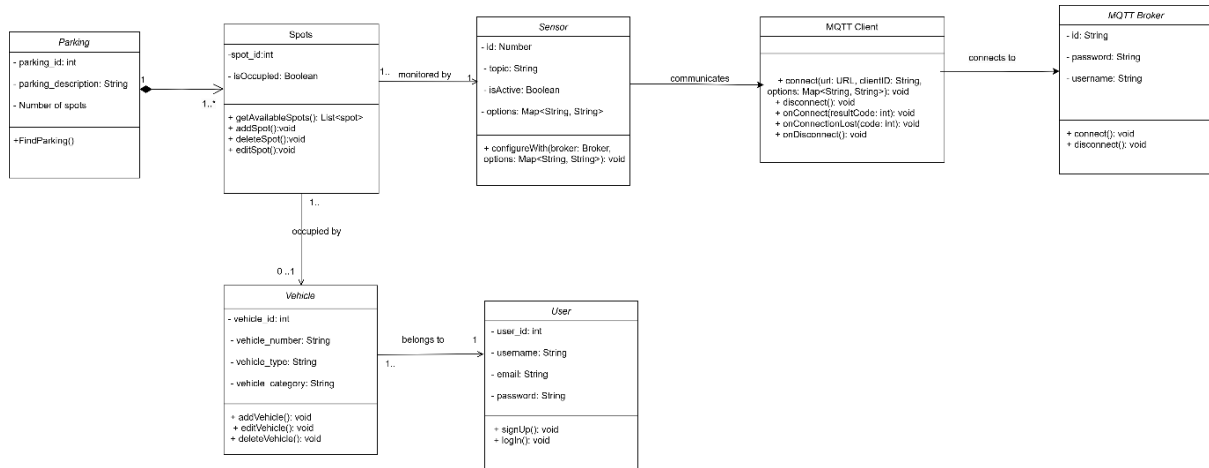 Parking
- parking_id: int
- parking_description: String
- Number of spots
+FindParking()
1
1..*
Spots
-spot_id:int
- isOccupied: Boolean
+ getAvailableSpots(): List<spot>
+ addSpot():void
+ deleteSpot():void
+ editSpot():void
1..
monitored by
1
Sensor
- id: Number
- topic: String
- isActive: Boolean
- options: Map<String, String>
+ configureWith(broker: Broker,
options: Map<String, String>): void
communicates
MQTT Client
+ connect(url: URL, clientID: String,
options: Map<String, String>): void
+ disconnect(): void
+ onConnect(resultCode: int): void
+ onConnectionLost(code: int): void
+ onDisconnect(): void
connects to
MQTT Broker
- id: String
- password: String
- username: String
+ connect(): void
+ disconnect(): void
1..
occupied by
0 ..1
Vehicle
- vehicle_id: int
- vehicle_number: String
- vehicle_type: String
- vehicle_category: String
+ addVehicle(): void
+ editVehicle(): void
+ deleteVehicle(): void
belongs to
1..
1
User
- user_id: int
- username: String
- email: String
- password: String
+ signUp(): void
+ logIn(): void